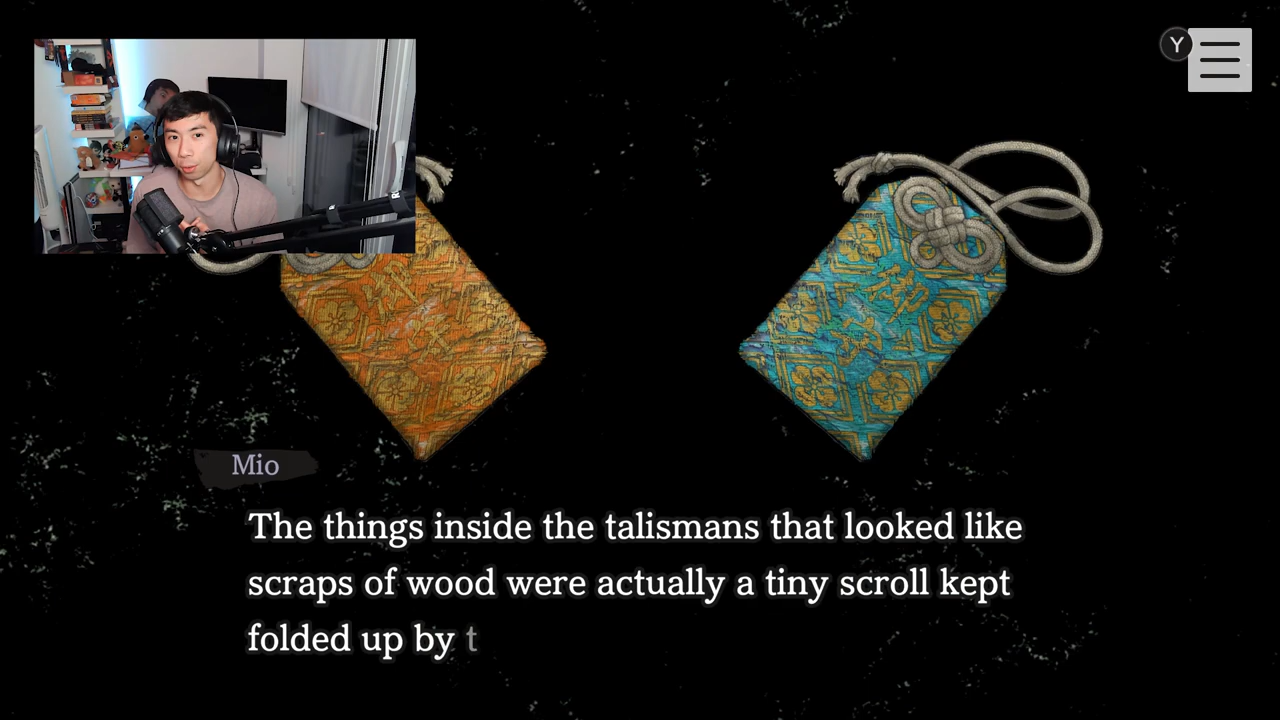 Y
Mio
The things inside the talismans that looked like
scraps of wood were actually a tiny scroll kept
folded up by t